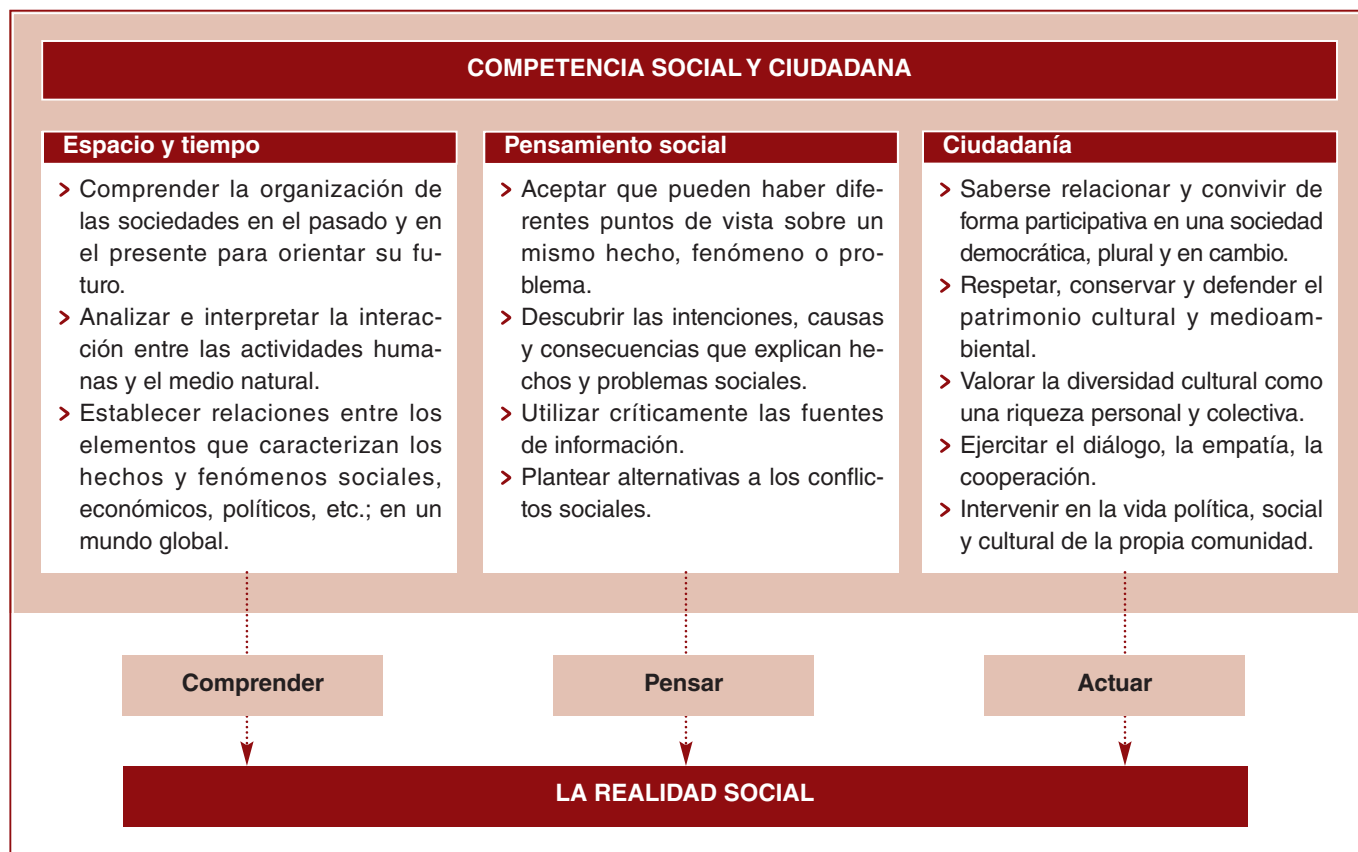 COMPETENCIA SOCIAL Y CIUDADANA
Espacio y tiempo
> Comprender la organización de
las sociedades en el pasado y en
el presente para orientar su fu-
turo.
> Analizar e interpretar la interac-
ción entre las actividades huma-
nas y el medio natural.
> Establecer relaciones entre los
elementos que caracterizan los
hechos y fenómenos sociales,
económicos, políticos, etc.; en un
mundo global.
Pensamiento social
> Aceptar que pueden haber dife-
rentes puntos de vista sobre un
mismo hecho, fenómeno o pro-
blema.
> Descubrir las intenciones, causas
y consecuencias que explican he-
chos y problemas sociales.
> Utilizar críticamente las fuentes
de información.
> Plantear alternativas a los conflic-
tos sociales.
Ciudadanía
> Saberse relacionar y convivir de
forma participativa en una sociedad
democrática, plural y en cambio.
> Respetar, conservar y defender el
patrimonio cultural y medioam-
biental.
> Valorar la diversidad cultural como
una riqueza personal y colectiva.
> Ejercitar el diálogo, la empatía, la
cooperación.
> Intervenir en la vida política, social
y cultural de la propia comunidad.
Comprender
Pensar
Actuar
LA REALIDAD SOCIAL